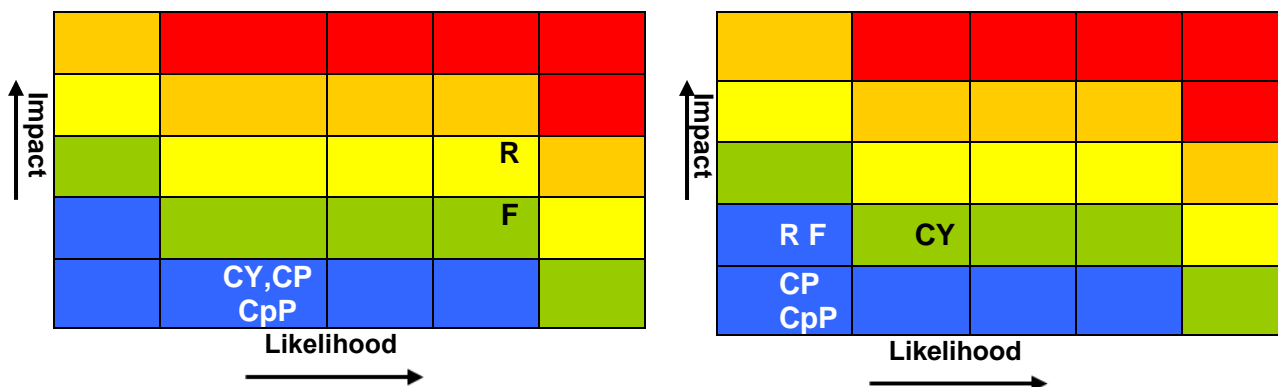 Impact
R
F
CY,CP
CpP
Likelihood
Impact
R F
CY
CP
CpP
Likelihood